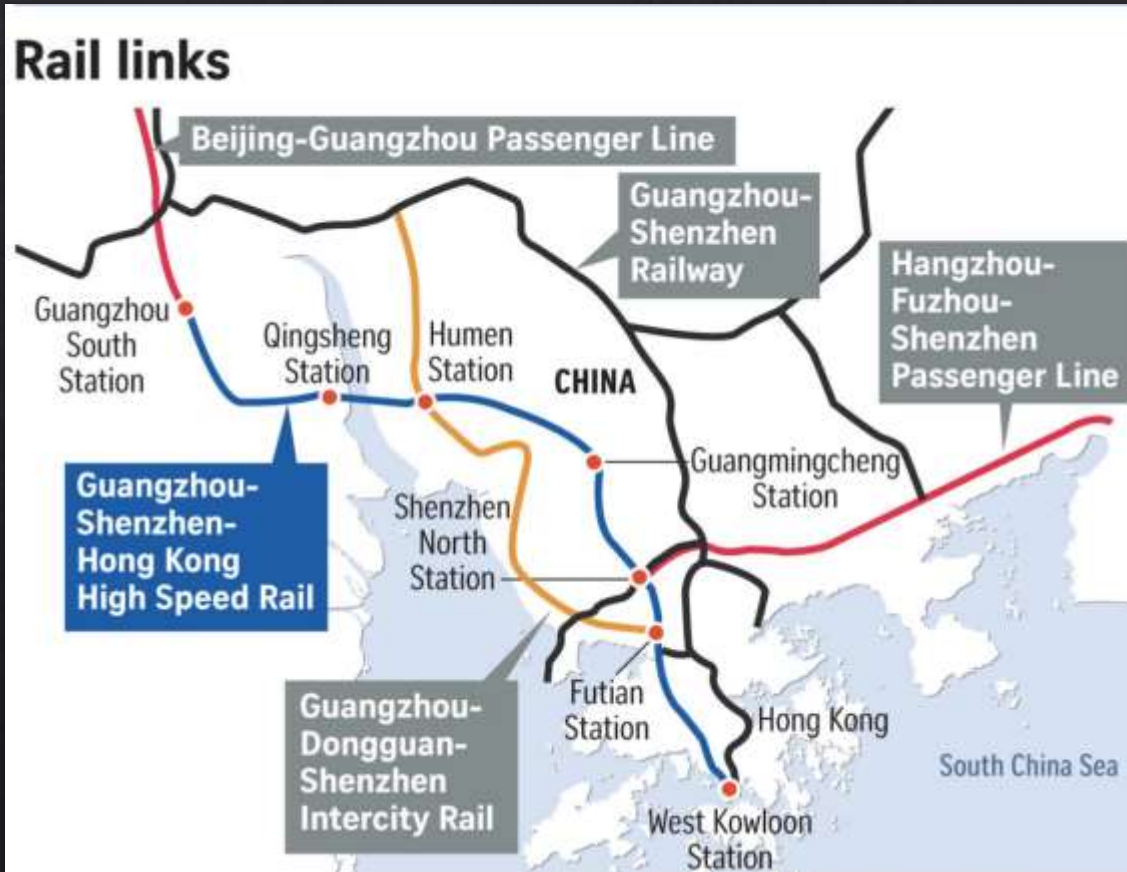 Rail links
Beijing-Guangzhou Passenger Line
Guangzhou-
Shenzhen
Railway
Hangzhou-
Fuzhou-
Shenzhen
Passenger Line
Guangzhou
South
Station
Qingsheng
Station
Humen
Station
CHINA
Guangmingcheng
Station
Guangzhou-
Shenzhen-
Hong Kong
High Speed Rail
Shenzhen
North
Station
Guangzhou-
Dongguan-
Shenzhen
Intercity Rail
Futian
Station
Hong Kong
South China Sea
West Kowloon
Station